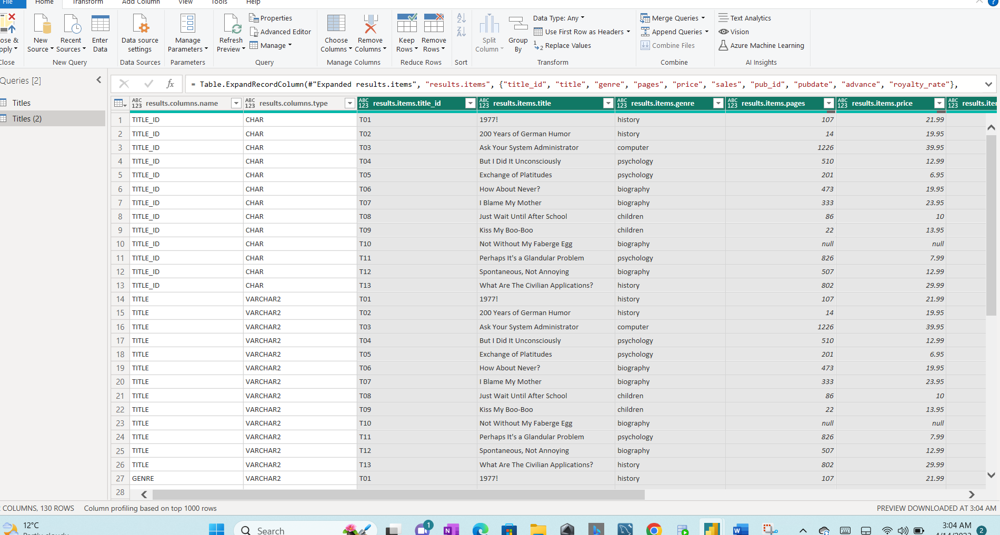 File Home Transform Add Column View Tools Help
New Source
Recent Sources
Enter Data
New Query
Data source settings
Data Sources
Manage Parameters
Parameters
Refresh Preview
Properties
Advanced Editor
Manage
Query
Choose Columns
Remove Columns
Manage Columns
Keep Rows
Remove Rows
Reduce Rows
Sort
Split Column
Group By
Data Type: Any
Use First Row as Headers
Replace Values
Transform
Merge Queries
Append Queries
Combine Files
Combine
Text Analytics
Vision
Azure Machine Learning
AI Insights
Queries [2]
Titles
Titles (2)
fx
= Table.ExpandRecordColumn(#"Expanded results.items", "results.items", {"title_id", "title", "genre", "pages", "price", "sales", "pub_id", "pubdate", "advance", "royalty_rate"},
ABC 123 results.columns.name ABC 123 results.columns.type ABC 123 results.items.title_id ABC 123 results.items.title ABC 123 results.items.genre ABC 123 results.items.pages ABC 123 results.items.price ABC 123
1 TITLE_ID CHAR T01 1977! history 107 21.99
2 TITLE_ID CHAR T02 200 Years of German Humor history 14 19.95
3 TITLE_ID CHAR T03 Ask Your System Administrator computer 1226 39.95
4 TITLE_ID CHAR T04 But I Did It Unconsciously psychology 510 12.99
5 TITLE_ID CHAR T05 Exchange of Platitudes psychology 201 6.95
6 TITLE_ID CHAR T06 How About Never? biography 473 19.95
7 TITLE_ID CHAR T07 I Blame My Mother biography 333 23.95
8 TITLE_ID CHAR T08 Just Wait Until After School children 86 10
9 TITLE_ID CHAR T09 Kiss My Boo-Boo children 22 13.95
10 TITLE_ID CHAR T10 Not Without My Faberge Egg biography null null
11 TITLE_ID CHAR T11 Perhaps It's a Glandular Problem psychology 826 7.99
12 TITLE_ID CHAR T12 Spontaneous, Not Annoying biography 507 12.99
13 TITLE_ID CHAR T13 What Are The Civilian Applications? history 802 29.99
14 TITLE VARCHAR2 T01 1977! history 107 21.99
15 TITLE VARCHAR2 T02 200 Years of German Humor history 14 19.95
16 TITLE VARCHAR2 T03 Ask Your System Administrator computer 1226 39.95
17 TITLE VARCHAR2 T04 But I Did It Unconsciously psychology 510 12.99
18 TITLE VARCHAR2 T05 Exchange of Platitudes psychology 201 6.95
19 TITLE VARCHAR2 T06 How About Never? biography 473 19.95
20 TITLE VARCHAR2 T07 I Blame My Mother biography 333 23.95
21 TITLE VARCHAR2 T08 Just Wait Until After School children 86 10
22 TITLE VARCHAR2 T09 Kiss My Boo-Boo children 22 13.95
23 TITLE VARCHAR2 T10 Not Without My Faberge Egg biography null null
24 TITLE VARCHAR2 T11 Perhaps It's a Glandular Problem psychology 826 7.99
25 TITLE VARCHAR2 T12 Spontaneous, Not Annoying biography 507 12.99
26 TITLE VARCHAR2 T13 What Are The Civilian Applications? history 802 29.99
27 GENRE VARCHAR2 T01 1977! history 107 21.99
28
COLUMNS, 130 ROWS Column profiling based on top 1000 rows PREVIEW DOWNLOADED AT 3:04 AM
12°C
Search
1
3:04 AM
2